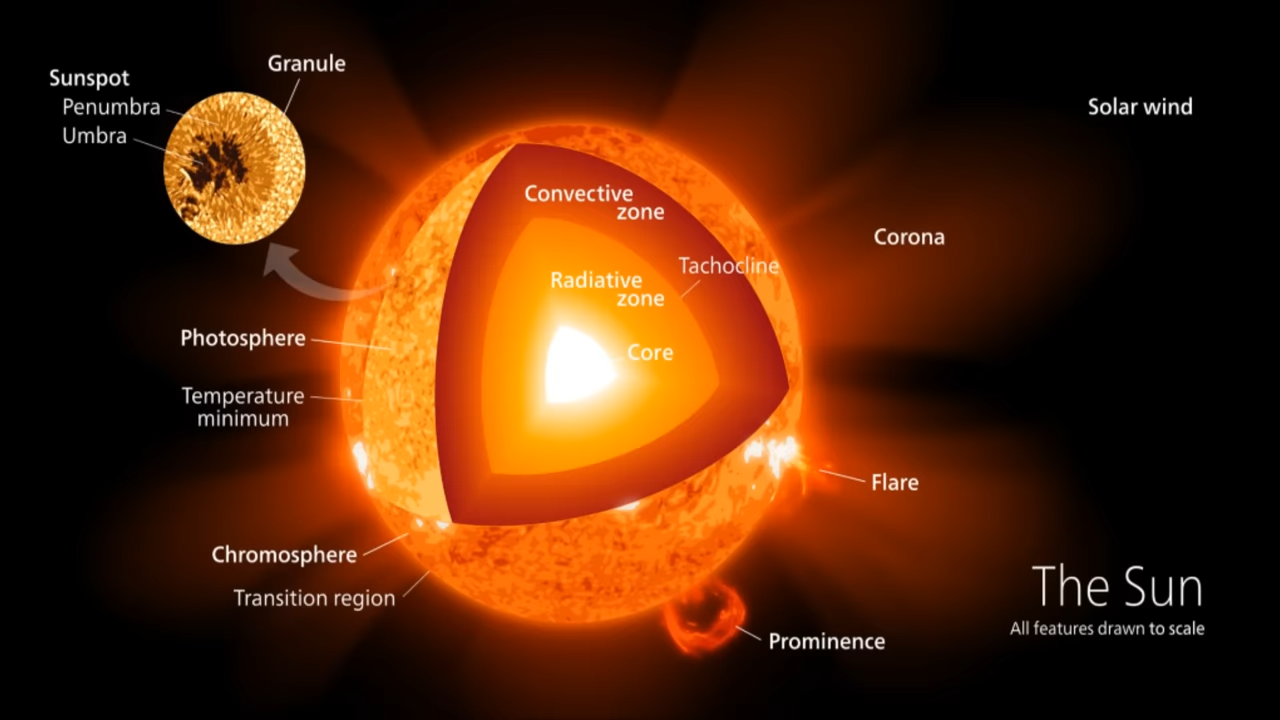 Granule
Sunspot
Penumbra
Umbra
Solar wind
Convective
zone
Corona
Tachocline
Radiative
zone
Photosphere
Core
Temperature
minimum
Flare
Chromosphere
Transition region
The Sun
All features drawn to scale
Prominence